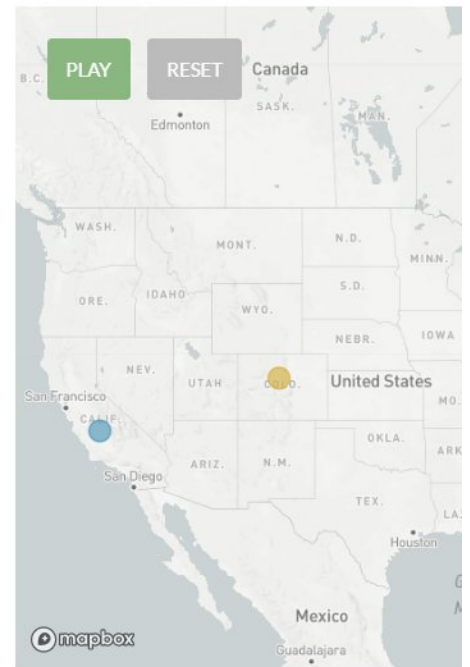 PLAY
RESET
Canada
B.C.
SASK.
MAN.
Edmonton
WASH.
MONT.
N.D.
MINN.
ORE.
IDAHO
S.D.
WYO.
NEBR.
IOWA
NEV.
UTAH
COLO.
United States
San Francisco
CALIF.
MO.
OKLA.
ARK
ARIZ.
N.M.
San Diego
TEX.
LA.
Houston
G
M
Mexico
mapbox
Guadalajara